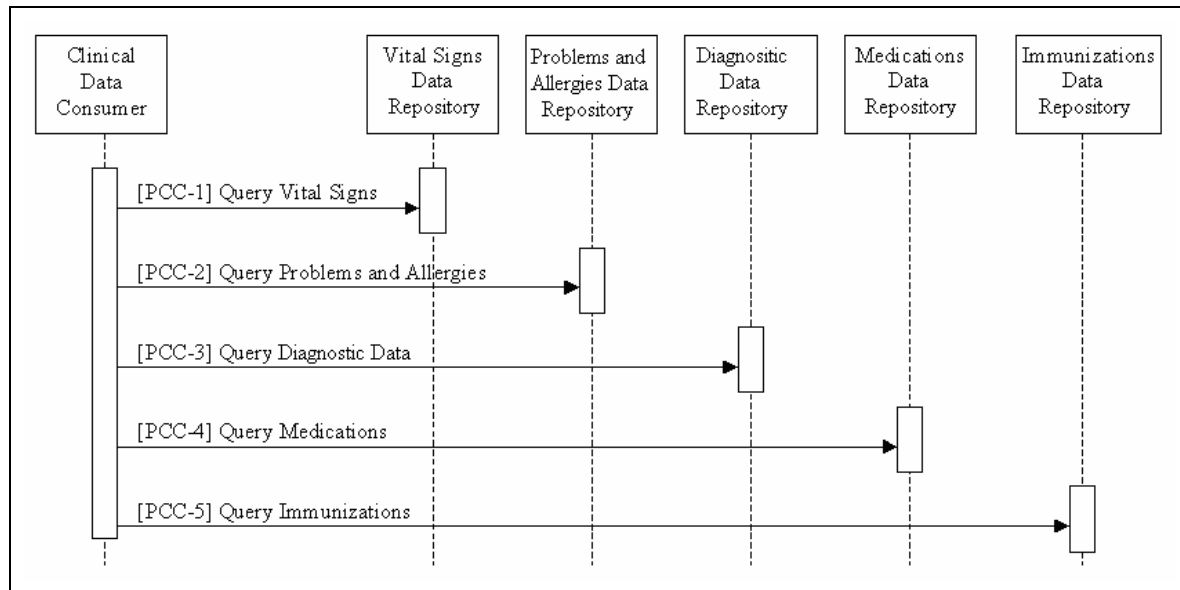 Clinical
Data
Consumer
Vital Signs
Data
Repository
Problems and
Allergies Data
Repository
Diagnositic
Data
Repository
Medications
Data
Repository
Immunizations
Data
Repository
[PCC-1] Query Vital Signs
[PCC-2] Query Problems and Allergies
[PCC-3] Query Diagnostic Data
[PCC-4] Query Medications
[PCC-5] Query Immunizations